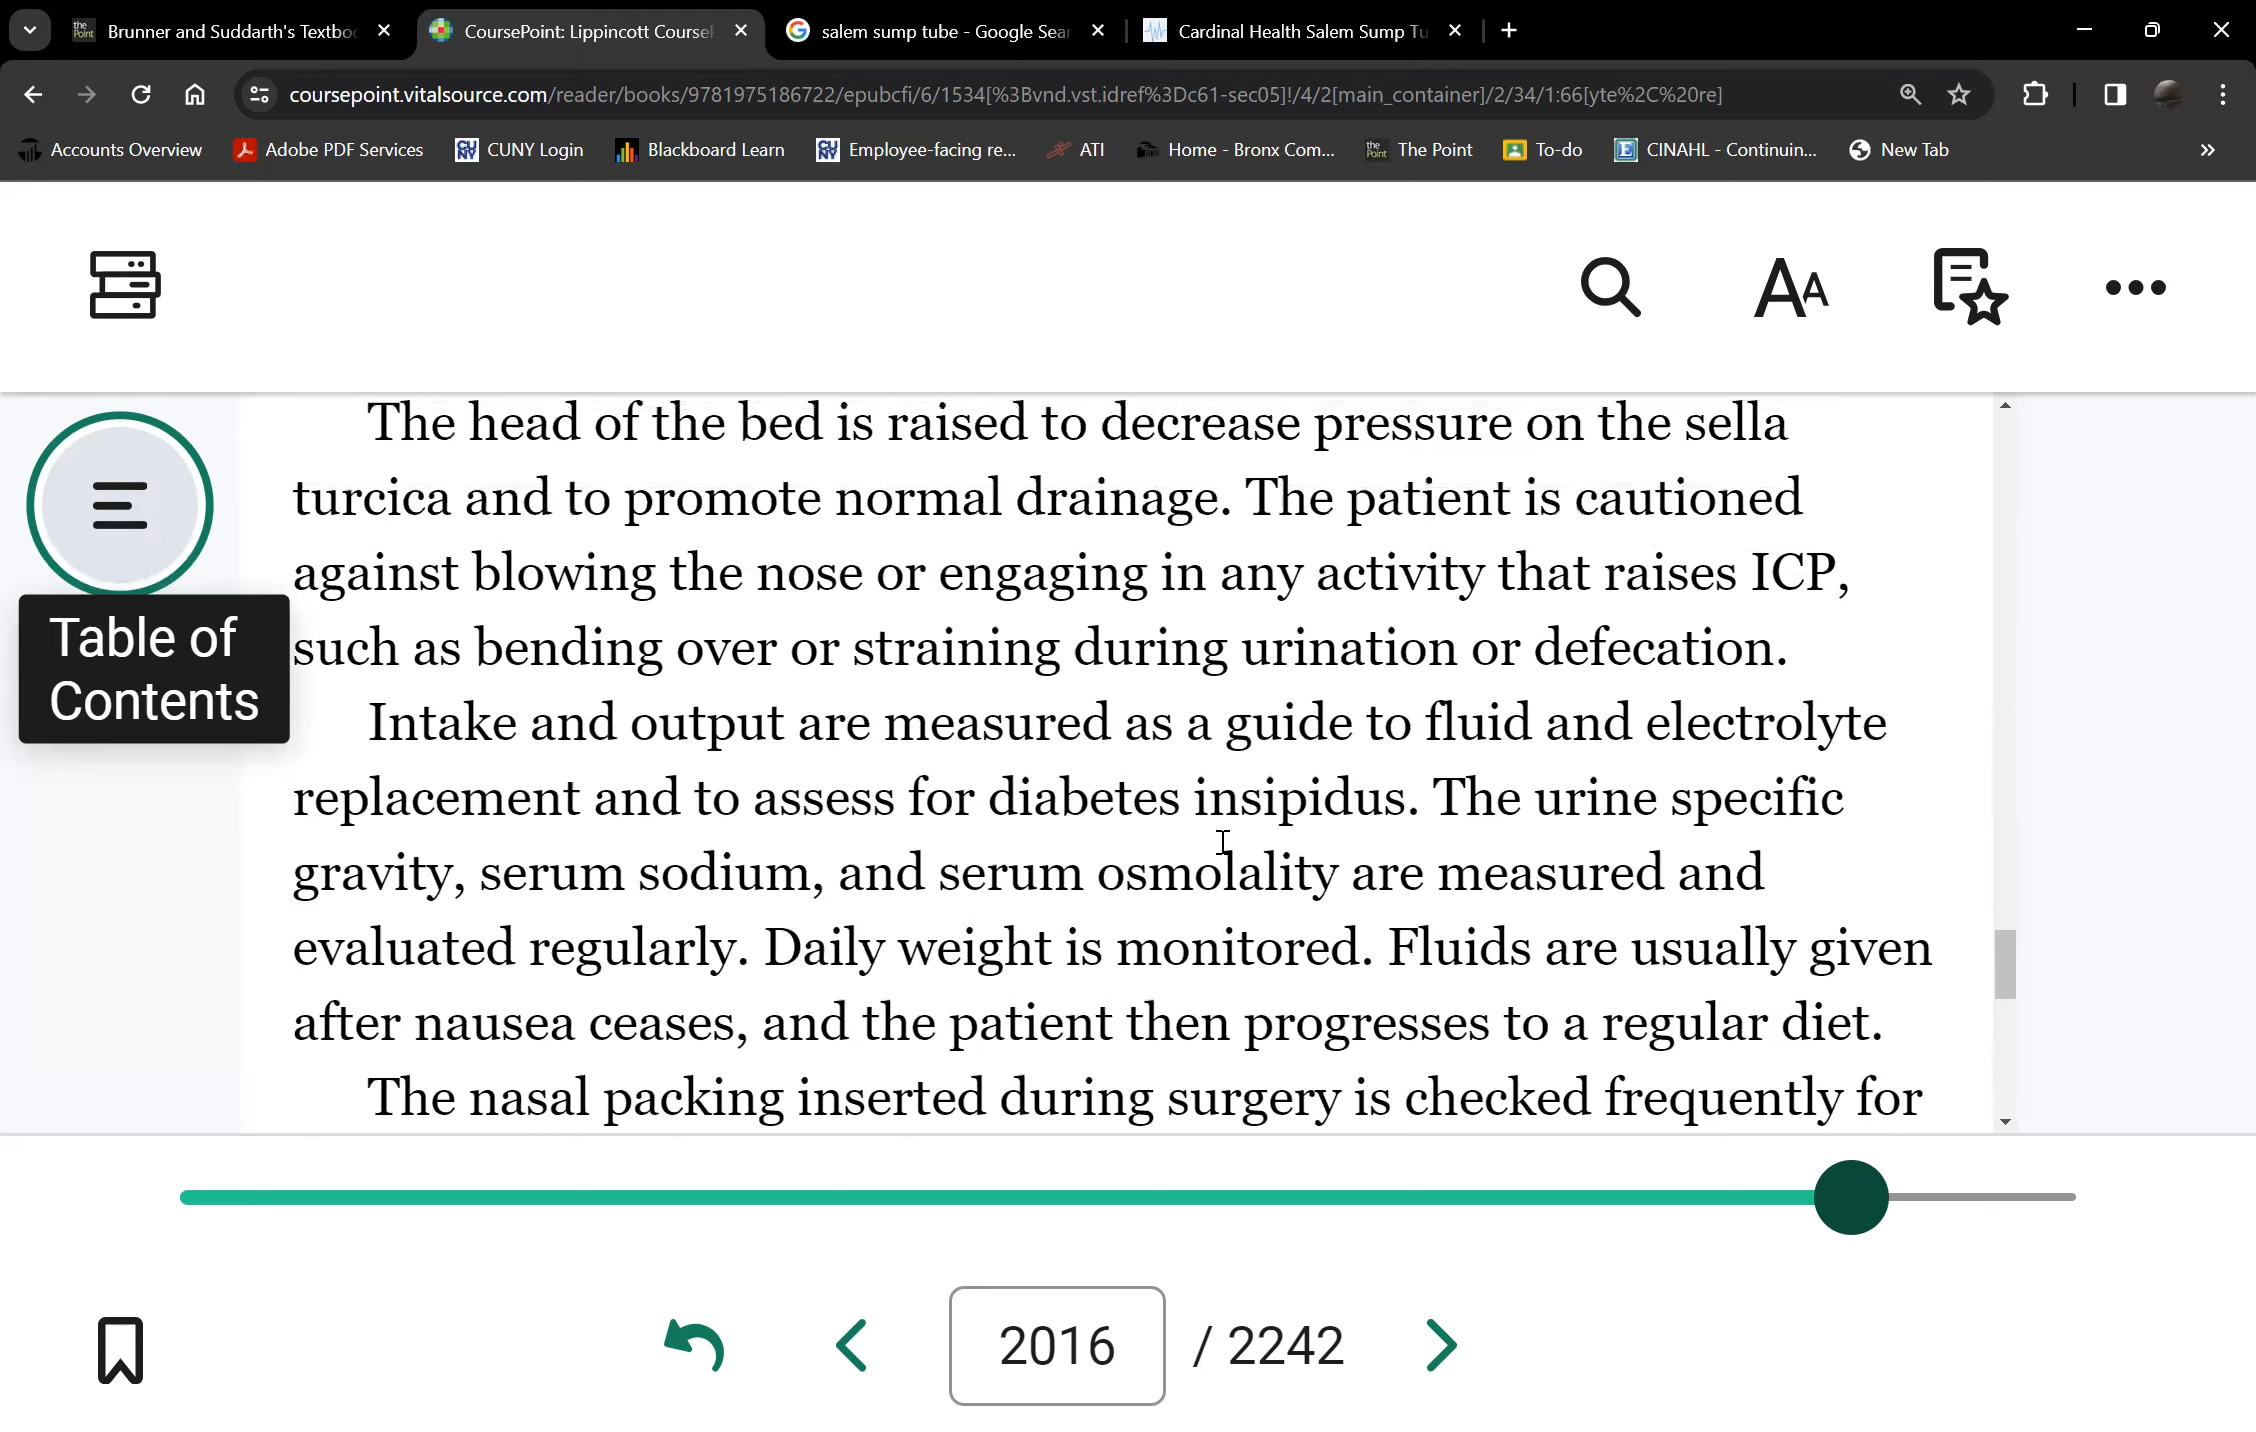 the Point
Brunner and Suddarth's Textbo
CoursePoint: Lippincott CourseP
salem sump tube - Google Sear
Cardinal Health Salem Sump Tu
coursepoint.vitalsource.com/reader/books/9781975186722/epubcfi/6/1534[%3Bvnd.vst.idref%3Dc61-sec05]!/4/2[main_container]/2/34/1:66[yte%2C%20re]
Accounts Overview
Adobe PDF Services
CUNY Login
Blackboard Learn
Employee-facing re...
ATI
Home - Bronx Com...
The Point
To-do
CINAHL - Continuin...
New Tab
AA
The head of the bed is raised to decrease pressure on the sella
turcica and to promote normal drainage. The patient is cautioned
against blowing the nose or engaging in any activity that raises ICP,
such as bending over or straining during urination or defecation.
Table of
Contents
Intake and output are measured as a guide to fluid and electrolyte
replacement and to assess for diabetes insipidus. The urine specific
gravity, serum sodium, and serum osmolality are measured and
evaluated regularly. Daily weight is monitored. Fluids are usually given
after nausea ceases, and the patient then progresses to a regular diet.
The nasal packing inserted during surgery is checked frequently for
2016 / 2242